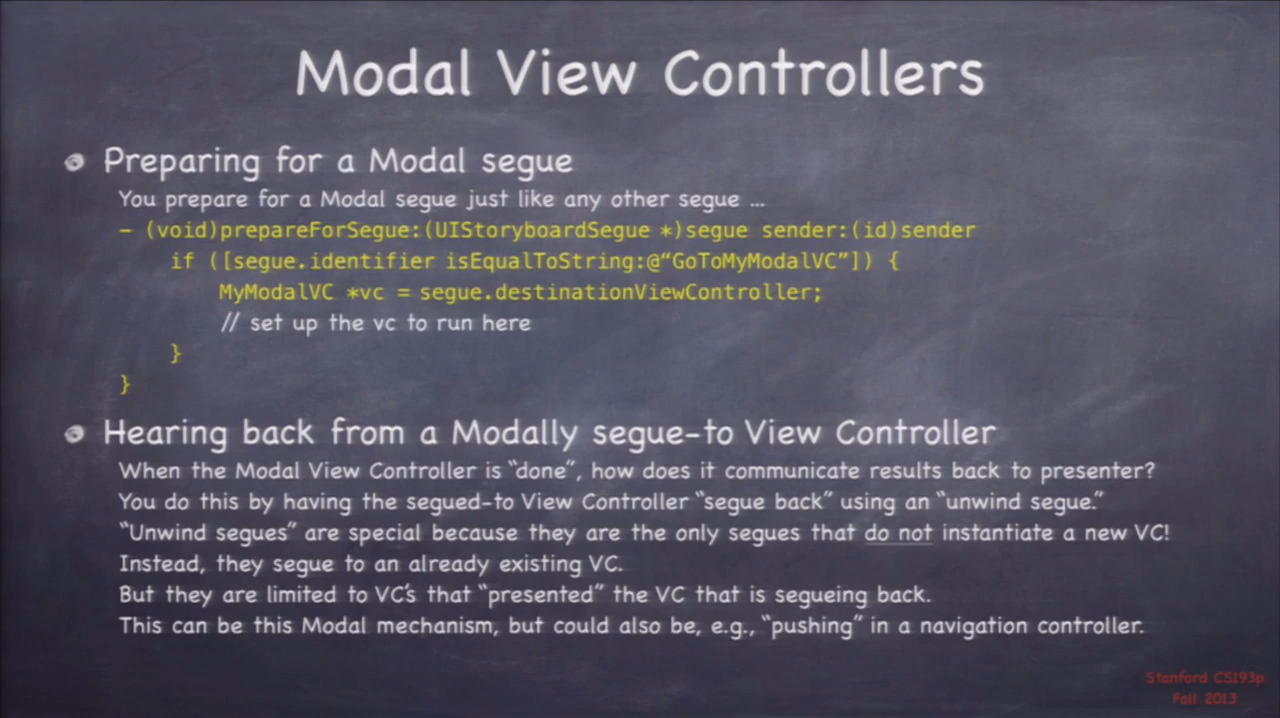 Modal View Controllers
Preparing for a Modal segue
You prepare for a Modal segue just like any other segue ...
- (void)prepareForSegue:(UIStoryboardSegue *)segue sender:(id)sender
if ([segue.identifier isEqualToString:@“GoToMyModalVC”]) {
MyModalVC *vc = segue.destinationViewController;
// set up the vc to run here
}
}
Hearing back from a Modally segue-to View Controller
When the Modal View Controller is “done”, how does it communicate results back to presenter?
You do this by having the segued-to View Controller “segue back” using an “unwind segue.”
“Unwind segues” are special because they are the only segues that do not instantiate a new VC!
Instead, they segue to an already existing VC.
But they are limited to VC’s that “presented” the VC that is segueing back.
This can be this Modal mechanism, but could also be, e.g., “pushing” in a navigation controller.
Stanford CS193p
Fall 2013